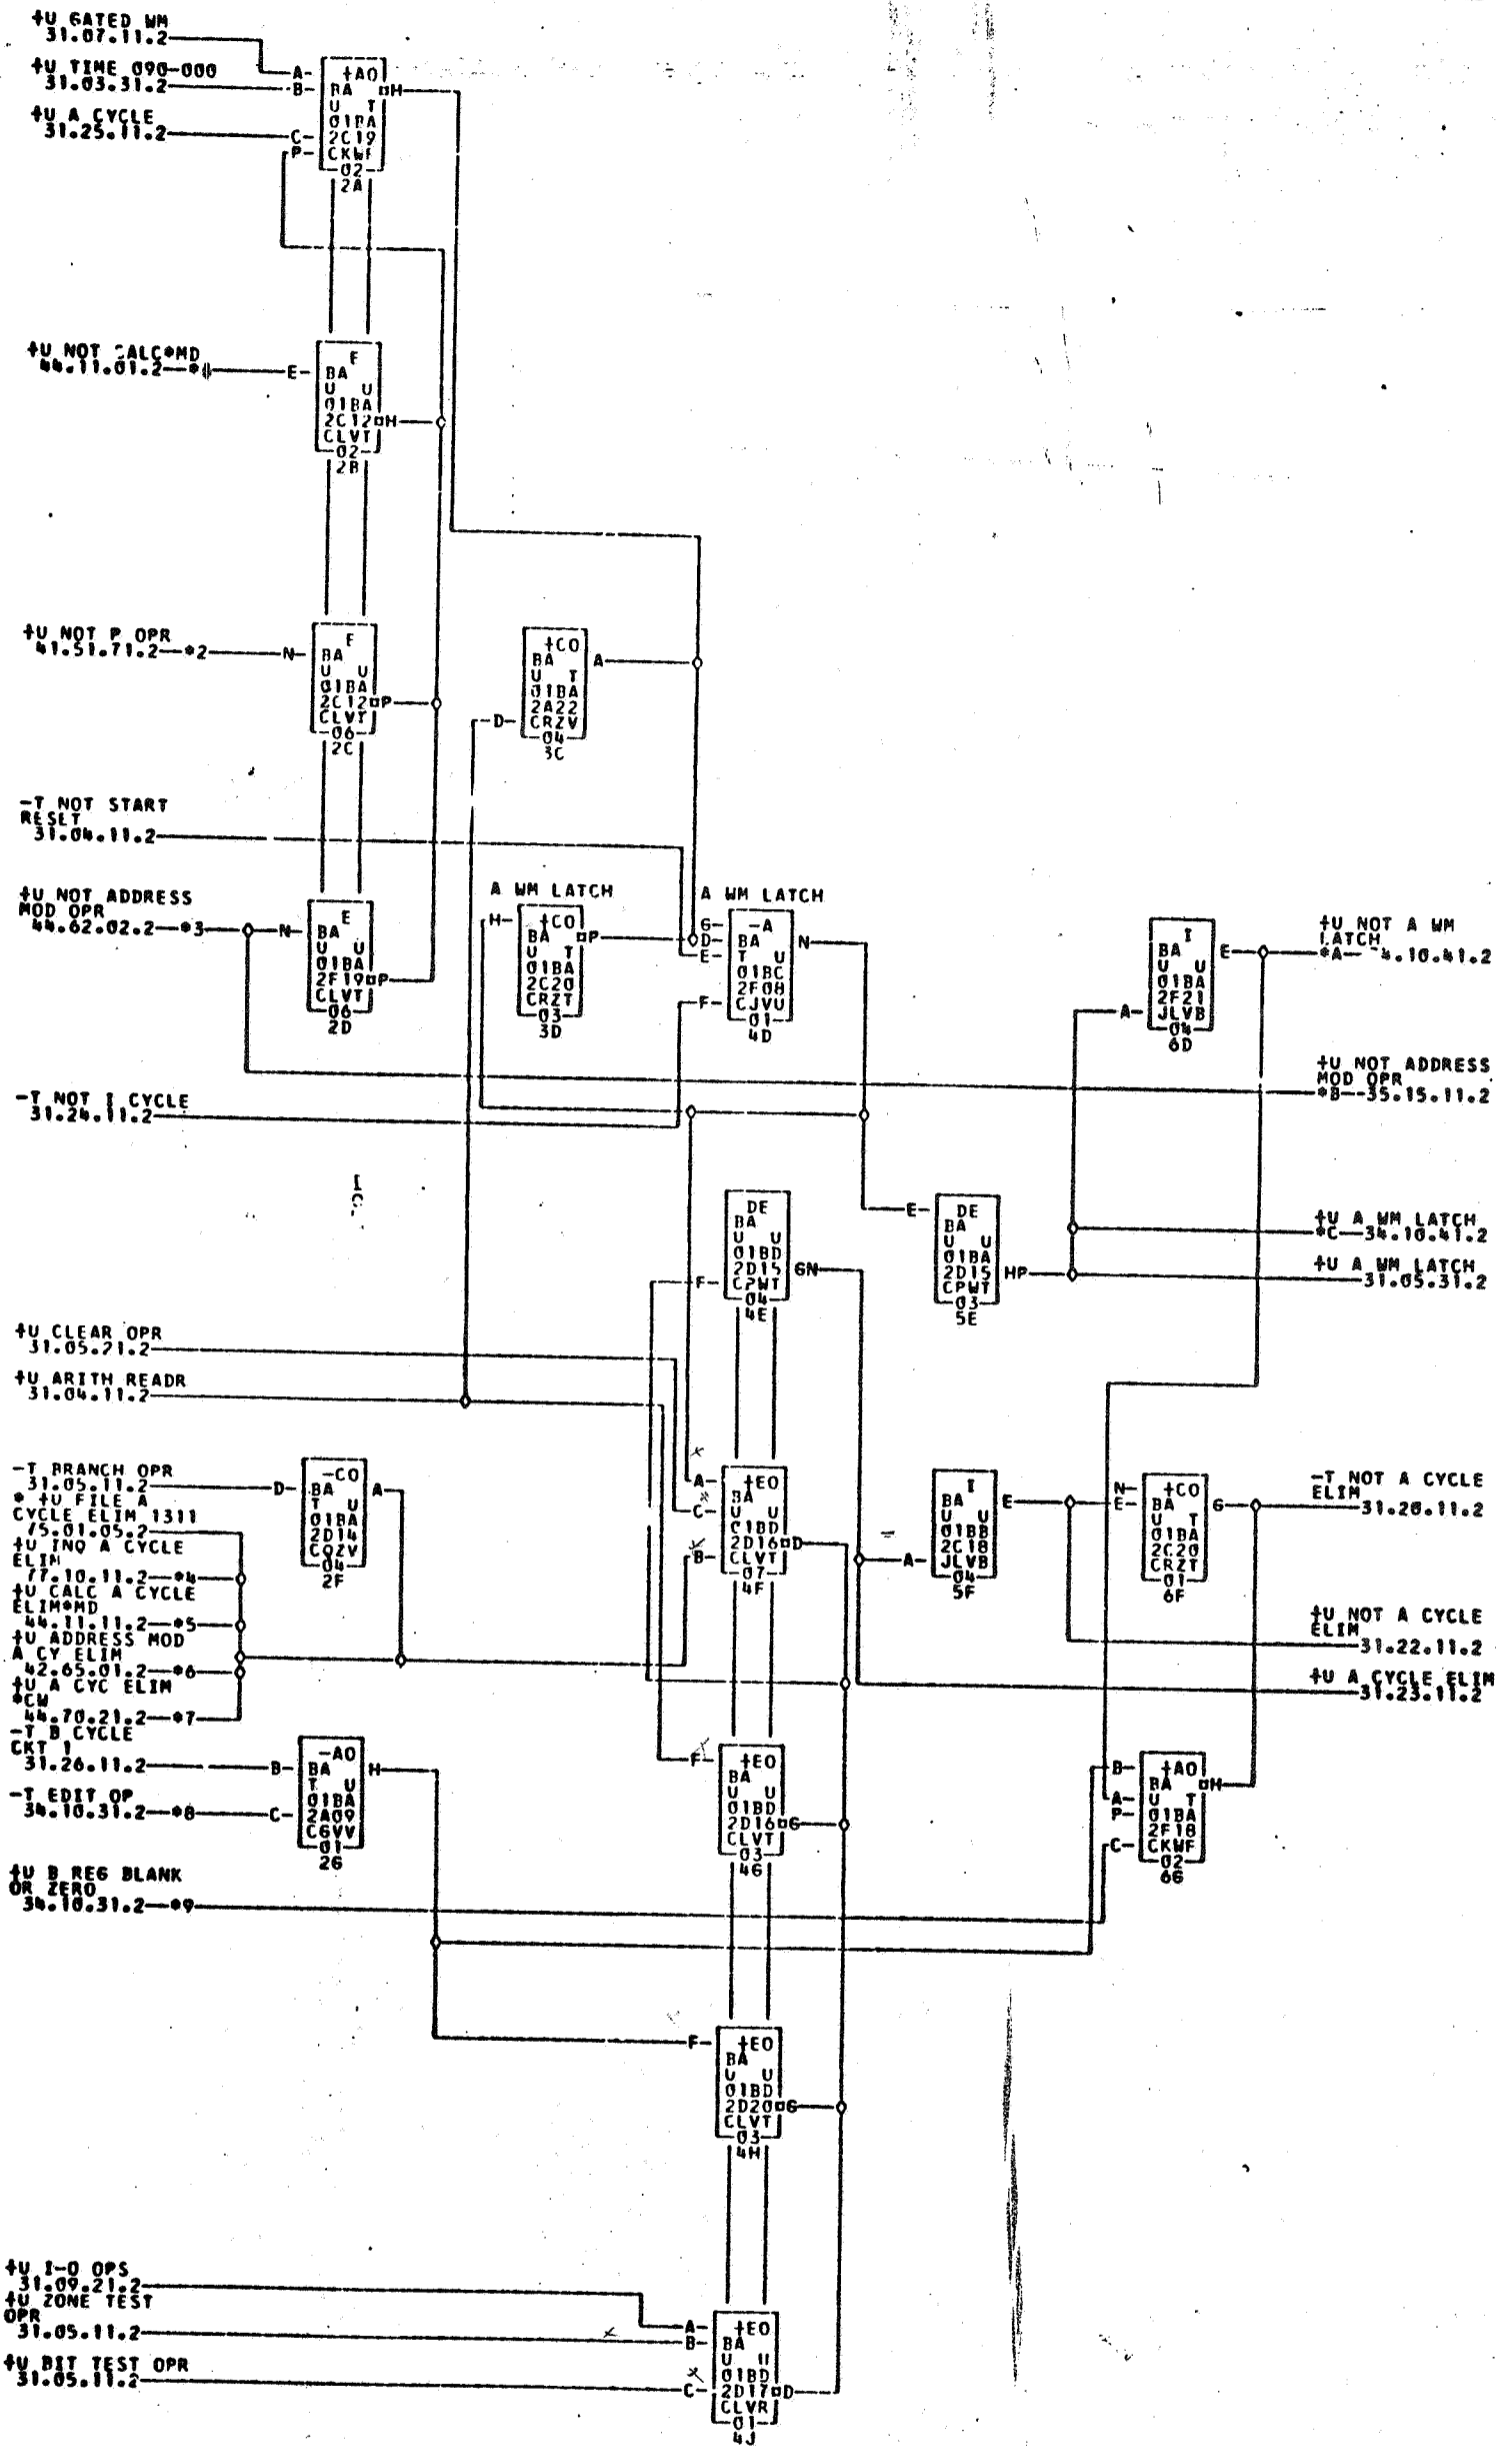 +U GATED WM
31.07.11.2
+U TIME 090-000
31.03.31.2
+U A CYCLE
31.25.11.2
A-
B-
C-
P-
+AO
BA H
U T
01BA
2C19
CKWF
02
2A
+U NOT CALC*MD
44.11.01.2
E-
E
BA
U U
01BA
2C12 H
CLVT
02
2B
+U NOT P OPR
41.51.71.2—*2
N-
E
BA
U U
01BA
2C12 P
CLVT
06
2C
+CO
BA A
U T
01BA
2A22
D- CRZV
04
3C
-T NOT START
RESET
31.04.11.2
+U NOT ADDRESS
MOD OPR
44.62.02.2—*3
N-
E
BA
U U
01BA
2F19 P
CLVT
06
2D
A WM LATCH
H- +CO
BA P
U T
01BA
2C20
CRZT
03
3D
A WM LATCH
G- -A
D- BA N
E- T U
01BC
2F08
F- CJVU
01
4D
I
BA E
U U
01BA
2F21
A- JLVB
04
6D
+U NOT A WM
LATCH
*A— .10.41.2
+U NOT ADDRESS
MOD OPR
*B—35.15.11.2
-T NOT I CYCLE
31.24.11.2
DE
BA
U U
01BD
2D15 GN
F- CPWT
04
4E
E- DE
BA
U U
01BA
2D15 HP
CPWT
03
5E
+U A WM LATCH
*C—34.10.41.2
+U A WM LATCH
31.05.31.2
+U CLEAR OPR
31.05.21.2
+U ARITH READR
31.04.11.2
-T BRANCH OPR
31.05.11.2
* +U FILE A
CYCLE ELIM 1311
75.01.05.2
+U INQ A CYCLE
ELIM
77.10.11.2—*4
+U CALC A CYCLE
ELIM*MD
44.11.11.2—*5
+U ADDRESS MOD
A CY ELIM
42.65.01.2—*6
+U A CYC ELIM
*CW
44.70.21.2—*7
-T B CYCLE
CKT 1
31.26.11.2
-T EDIT OP
34.10.31.2—*8
+U B REG BLANK
OR ZERO
34.10.31.2—*9
-CO
D- BA A
T U
01BA
2D14
CQZV
04
2F
A- +EO
BA
C- U U
01BD
2D16 D
B- CLVT
07
4F
I
BA E
U U
01BB
2C18
A- JLVB
04
5F
N- +CO
E- BA G
U T
01BA
2C20
CRZT
01
6F
-T NOT A CYCLE
ELIM
31.26.11.2
+U NOT A CYCLE
ELIM
31.22.11.2
+U A CYCLE ELIM
31.23.11.2
-AO
B- BA H
T U
01BA
C- 2A09
CGVV
01
2G
F- +EO
BA
U U
01BD
2D16 G
CLVT
03
4G
B- +AO
BA H
A- U T
P- 01BA
2F18
C- CKWF
02
6G
F- +EO
BA
U U
01BD
2D20 G
CLVT
03
4H
+U I-O OPS
31.09.21.2
+U ZONE TEST
OPR
31.05.11.2
+U BIT TEST OPR
31.05.11.2
A- +EO
B- BA
U U
01BD
C- 2D17 D
CLVR
01
4J